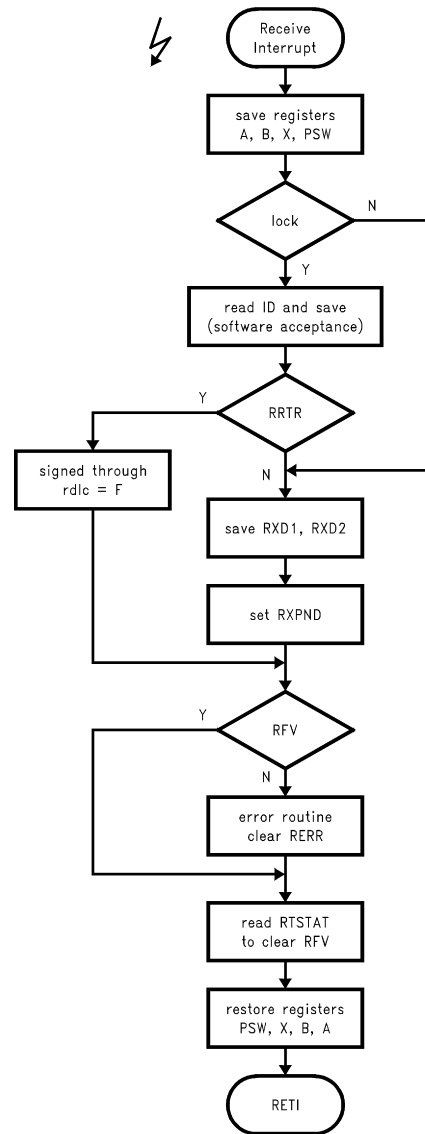 Receive
Interrupt
save registers
A, B, X, PSW
lock
N
Y
read ID and save
(software acceptance)
RRTR
Y
N
signed through
rdlc = F
save RXD1, RXD2
set RXPND
RFV
Y
N
error routine
clear RERR
read RTSTAT
to clear RFV
restore registers
PSW, X, B, A
RETI